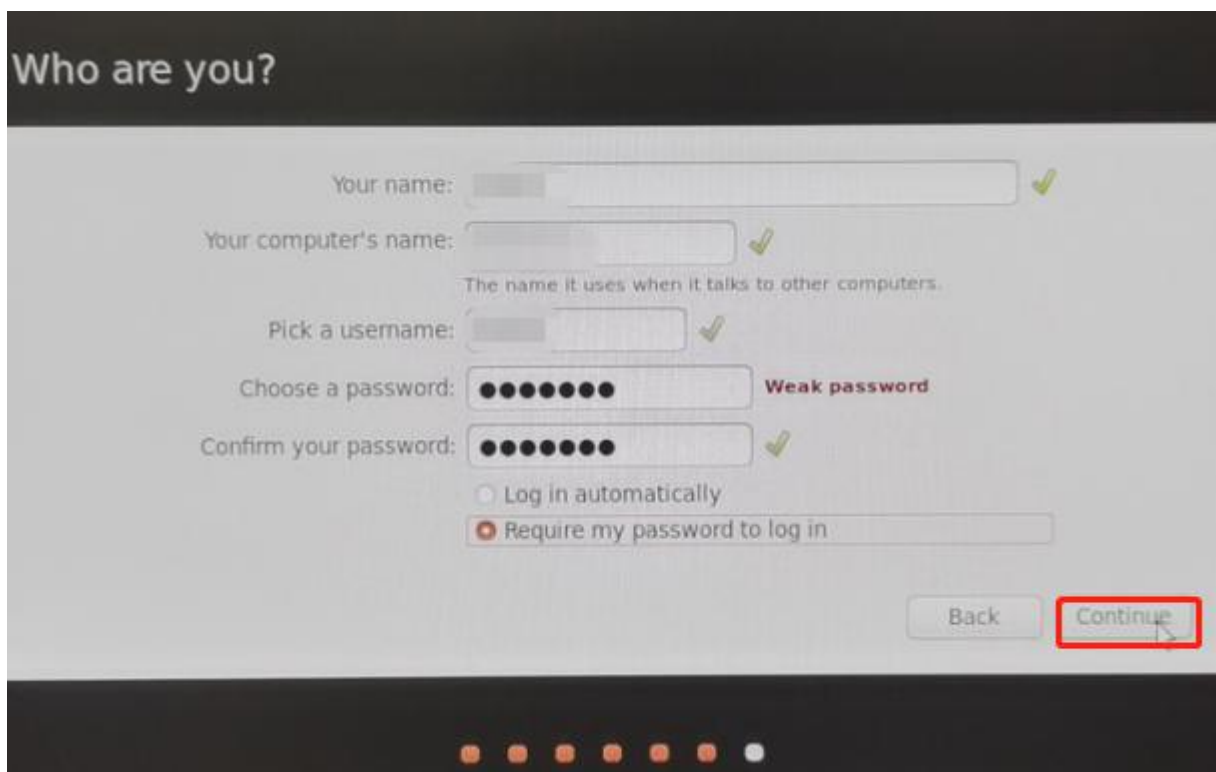 Who are you?
Your name:
Your computer's name:
The name it uses when it talks to other computers.
Pick a username:
Choose a password: ●●●●●●● Weak password
Confirm your password: ●●●●●●●
Log in automatically
Require my password to log in
Back Continue